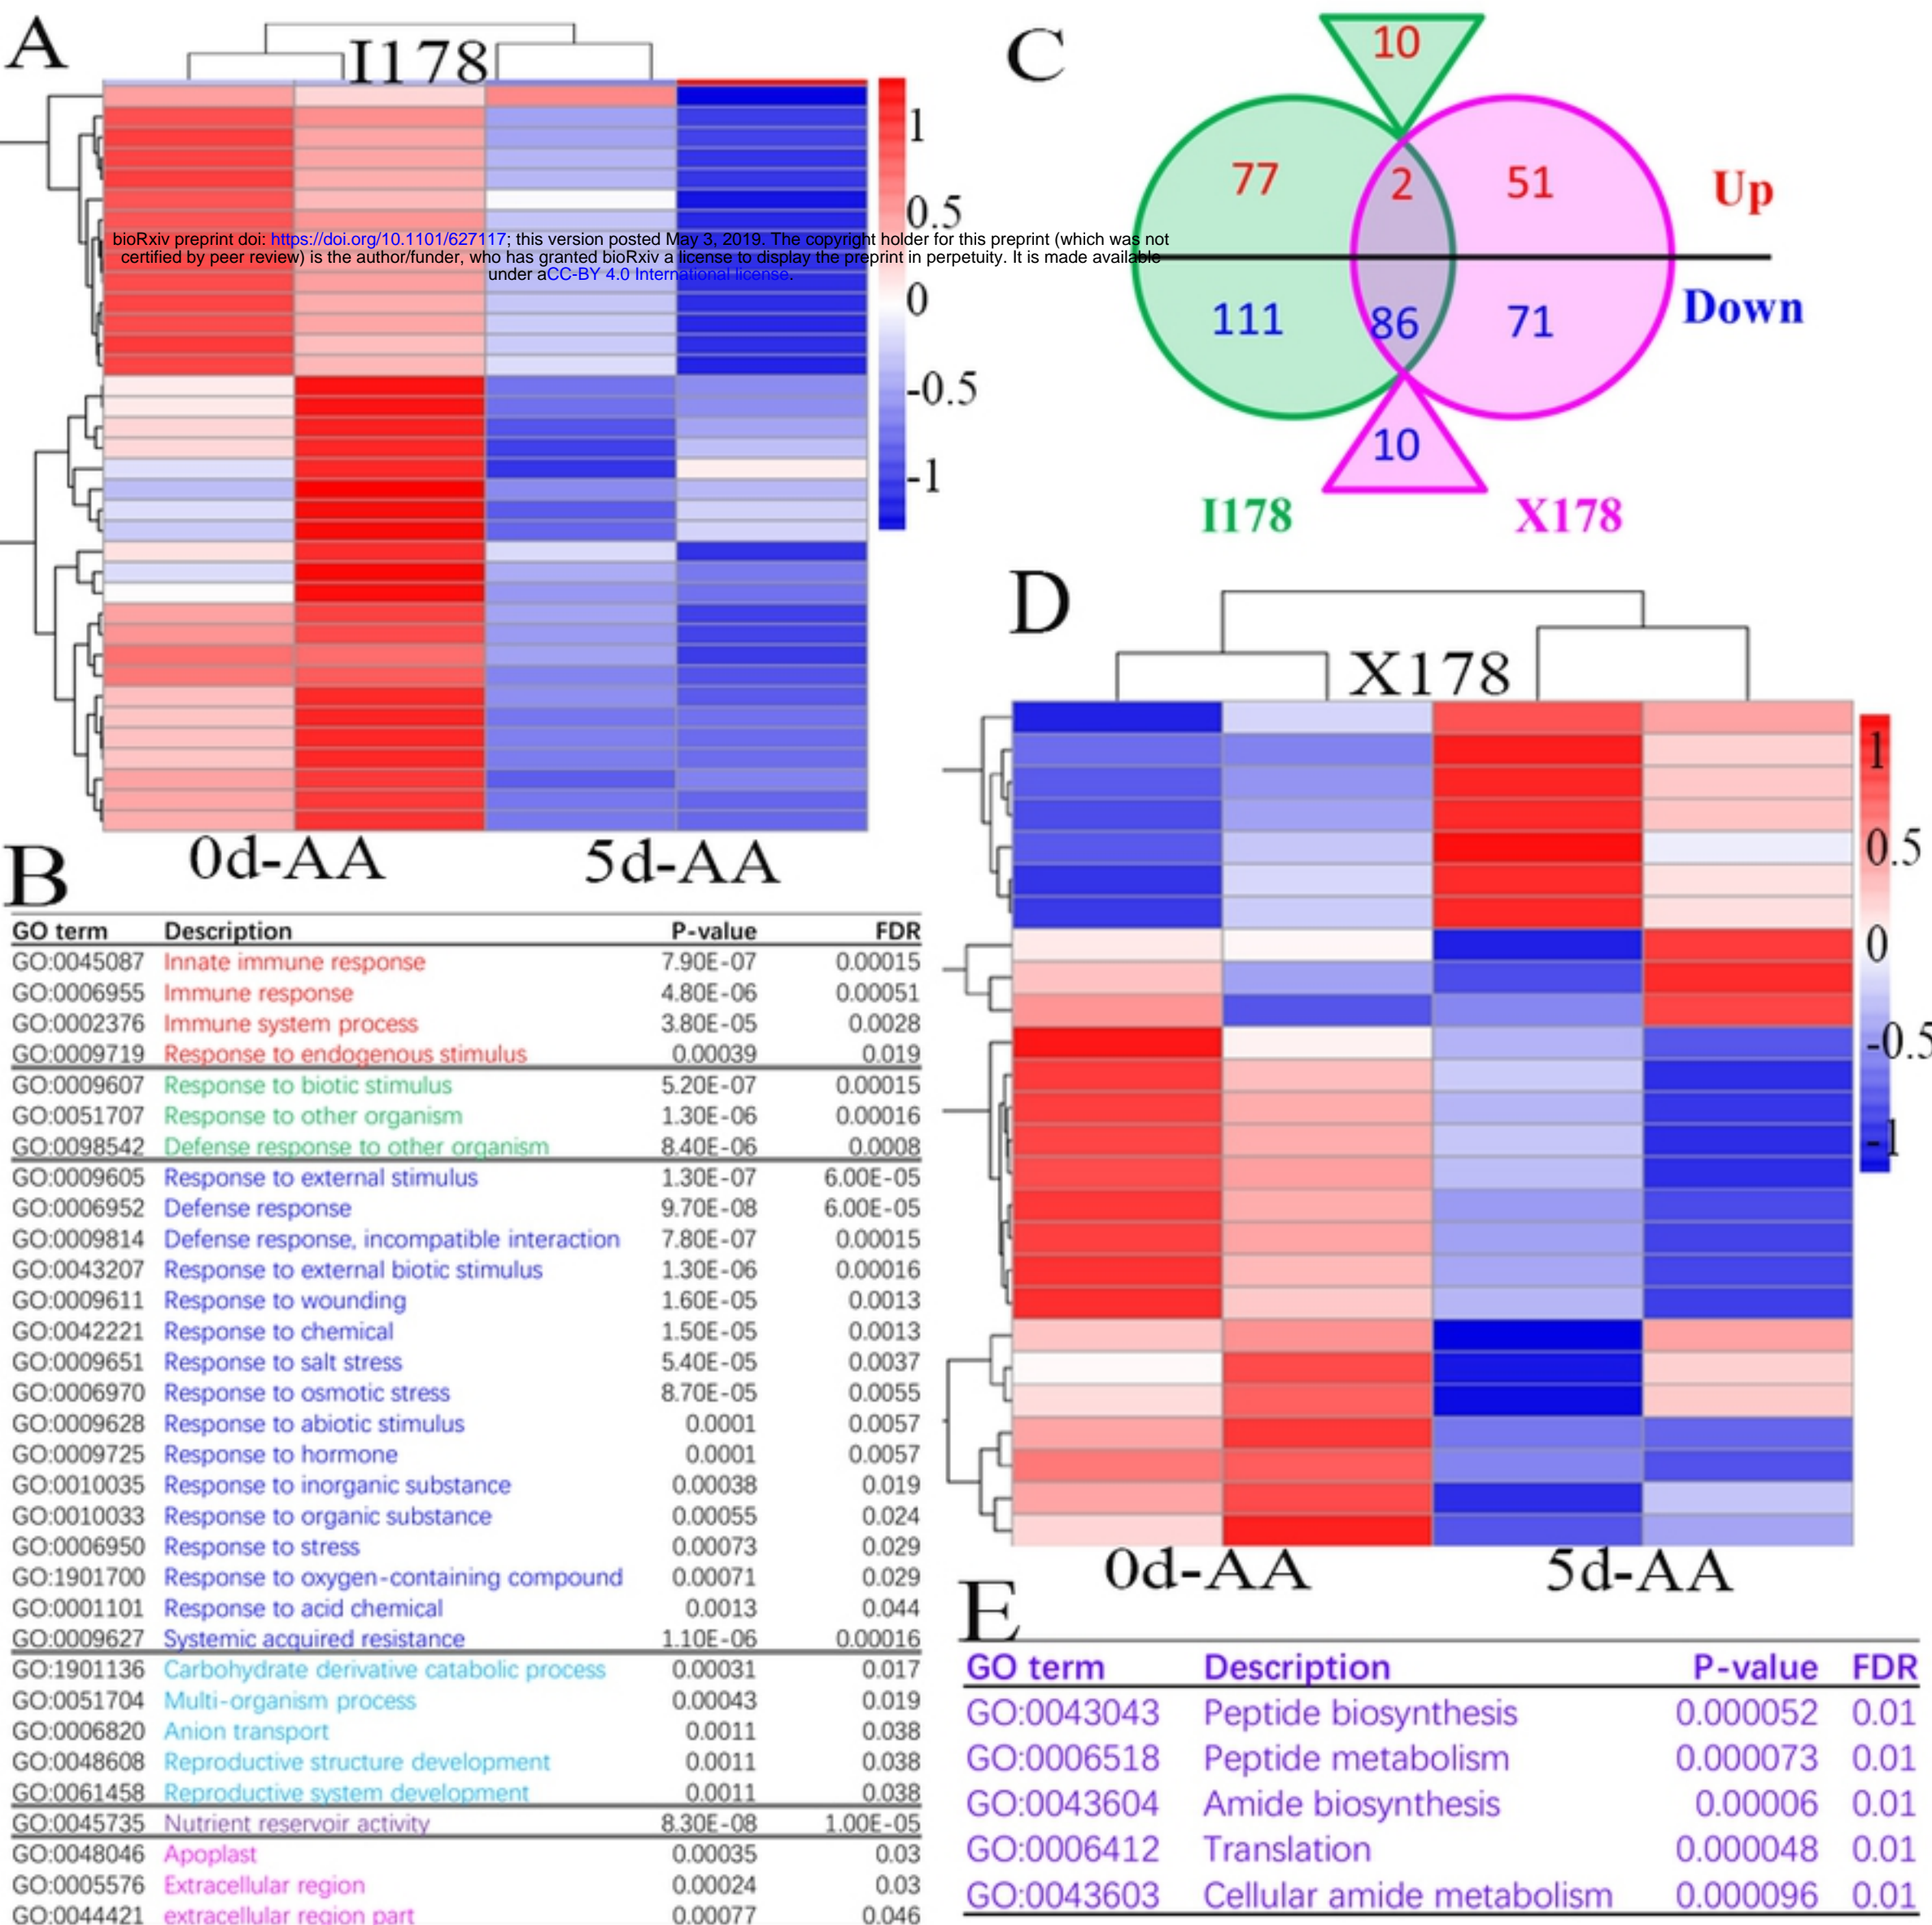 A
I178
1
0.5
0
-0.5
-1
bioRxiv preprint doi: https://doi.org/10.1101/627117; this version posted May 3, 2019. The copyright holder for this preprint (which was not
certified by peer review) is the author/funder, who has granted bioRxiv a license to display the preprint in perpetuity. It is made available
under aCC-BY 4.0 International license.
0d-AA 5d-AA
B
GO term Description P-value FDR
GO:0045087 Innate immune response 7.90E-07 0.00015
GO:0006955 Immune response 4.80E-06 0.00051
GO:0002376 Immune system process 3.80E-05 0.0028
GO:0009719 Response to endogenous stimulus 0.00039 0.019
GO:0009607 Response to biotic stimulus 5.20E-07 0.00015
GO:0051707 Response to other organism 1.30E-06 0.00016
GO:0098542 Defense response to other organism 8.40E-06 0.0008
GO:0009605 Response to external stimulus 1.30E-07 6.00E-05
GO:0006952 Defense response 9.70E-08 6.00E-05
GO:0009814 Defense response, incompatible interaction 7.80E-07 0.00015
GO:0043207 Response to external biotic stimulus 1.30E-06 0.00016
GO:0009611 Response to wounding 1.60E-05 0.0013
GO:0042221 Response to chemical 1.50E-05 0.0013
GO:0009651 Response to salt stress 5.40E-05 0.0037
GO:0006970 Response to osmotic stress 8.70E-05 0.0055
GO:0009628 Response to abiotic stimulus 0.0001 0.0057
GO:0009725 Response to hormone 0.0001 0.0057
GO:0010035 Response to inorganic substance 0.00038 0.019
GO:0010033 Response to organic substance 0.00055 0.024
GO:0006950 Response to stress 0.00073 0.029
GO:1901700 Response to oxygen-containing compound 0.00071 0.029
GO:0001101 Response to acid chemical 0.0013 0.044
GO:0009627 Systemic acquired resistance 1.10E-06 0.00016
GO:1901136 Carbohydrate derivative catabolic process 0.00031 0.017
GO:0051704 Multi-organism process 0.00043 0.019
GO:0006820 Anion transport 0.0011 0.038
GO:0048608 Reproductive structure development 0.0011 0.038
GO:0061458 Reproductive system development 0.0011 0.038
GO:0045735 Nutrient reservoir activity 8.30E-08 1.00E-05
GO:0048046 Apoplast 0.00035 0.03
GO:0005576 Extracellular region 0.00024 0.03
GO:0044421 extracellular region part 0.00077 0.046
C
10
77 2 51 Up
111 86 71 Down
10
I178 X178
D
X178
1
0.5
0
-0.5
-1
0d-AA 5d-AA
E
GO term Description P-value FDR
GO:0043043 Peptide biosynthesis 0.000052 0.01
GO:0006518 Peptide metabolism 0.000073 0.01
GO:0043604 Amide biosynthesis 0.00006 0.01
GO:0006412 Translation 0.000048 0.01
GO:0043603 Cellular amide metabolism 0.000096 0.01